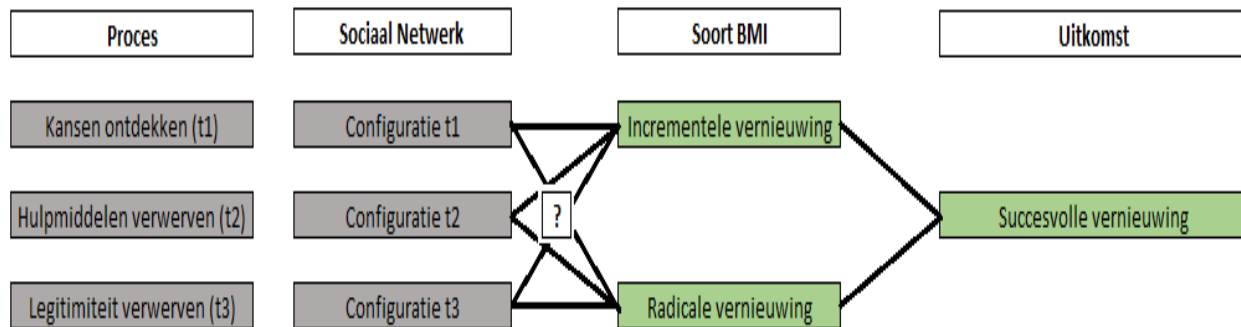 Proces
Sociaal Netwerk
Soort BMI
Uitkomst
Kansen ontdekken (t1)
Configuratie t1
Incrementele vernieuwing
Hulpmiddelen verwerven (t2)
Configuratie t2
?
Succesvolle vernieuwing
Legitimiteit verwerven (t3)
Configuratie t3
Radicale vernieuwing